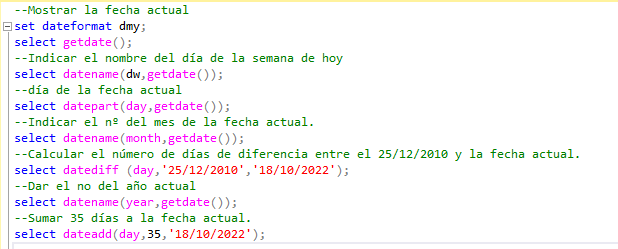 --Mostrar la fecha actual
set dateformat dmy;
select getdate();
--Indicar el nombre del día de la semana de hoy
select datename(dw,getdate());
--día de la fecha actual
select datepart(day,getdate());
--Indicar el nº del mes de la fecha actual.
select datename(month,getdate());
--Calcular el número de días de diferencia entre el 25/12/2010 y la fecha actual.
select datediff (day,'25/12/2010','18/10/2022');
--Dar el no del año actual
select datename(year,getdate());
--Sumar 35 días a la fecha actual.
select dateadd(day,35,'18/10/2022');